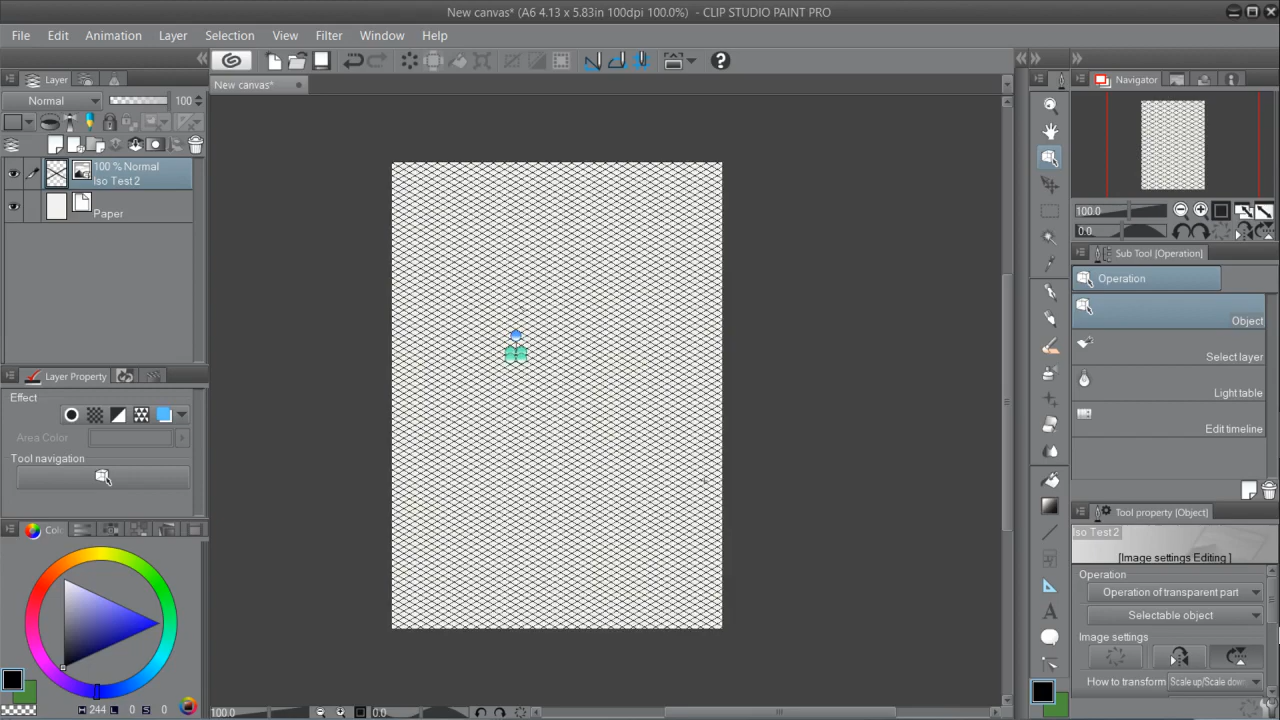 New canvas* (A6 4.13 x 5.83in 100dpi 100.0%) - CLIP STUDIO PAINT PRO
File Edit Animation Layer Selection View Filter Window Help
Layer
New canvas*
Navigator
Normal 100
100 % Normal
Iso Test 2
Paper
100.0
0.0
Sub Tool [Operation]
Operation
Object
Select layer
Light table
Edit timeline
Layer Property
Effect
Area Color
Tool navigation
Tool property [Object]
Iso Test 2
[Image settings Editing ]
Operation
Operation of transparent part
Selectable object
Image settings
How to transform Scale up/Scale down
Colo
H 244 L 0 S 0
100.0 0.0